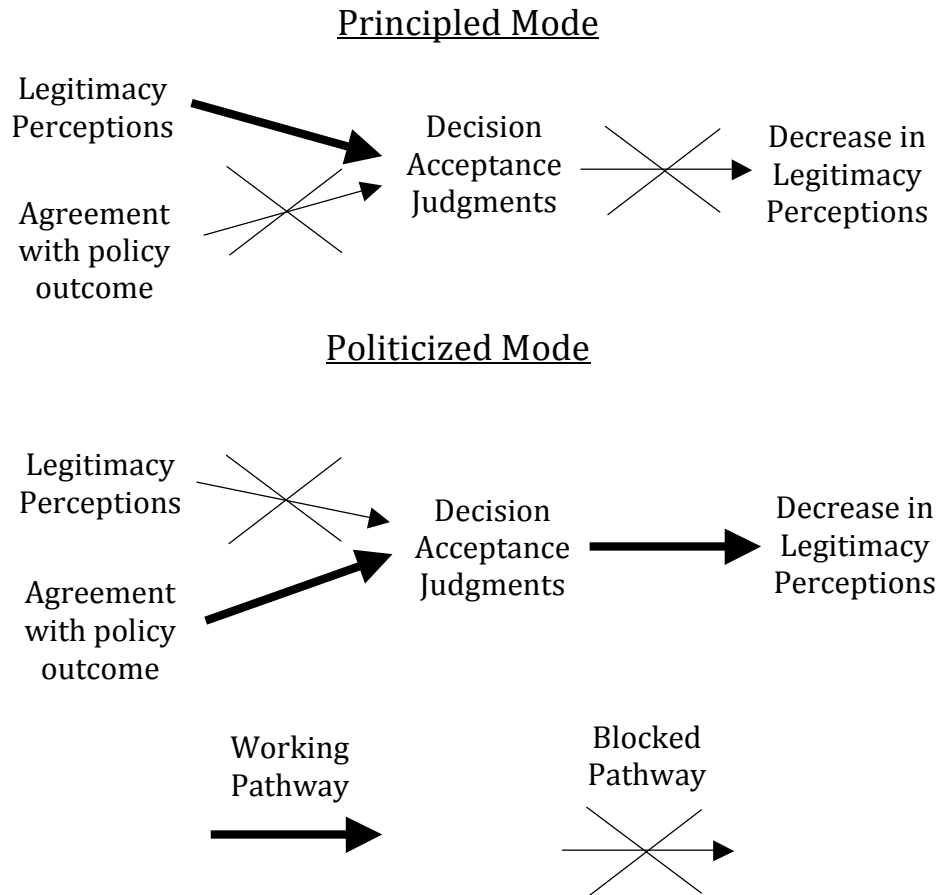 Principled Mode
Legitimacy
Perceptions
Agreement
with policy
outcome
Decision
Acceptance
Judgments
Decrease in
Legitimacy
Perceptions
Politicized Mode
Legitimacy
Perceptions
Agreement
with policy
outcome
Decision
Acceptance
Judgments
Decrease in
Legitimacy
Perceptions
Working
Pathway
Blocked
Pathway